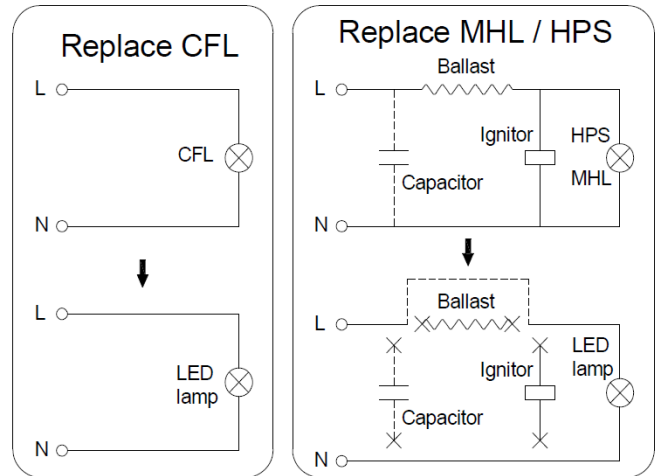 Replace CFL
L
CFL
N
L
LED
lamp
N
Replace MHL / HPS
Ballast
L
Ignitor
HPS
MHL
Capacitor
N
Ballast
L
Ignitor
LED
lamp
Capacitor
N